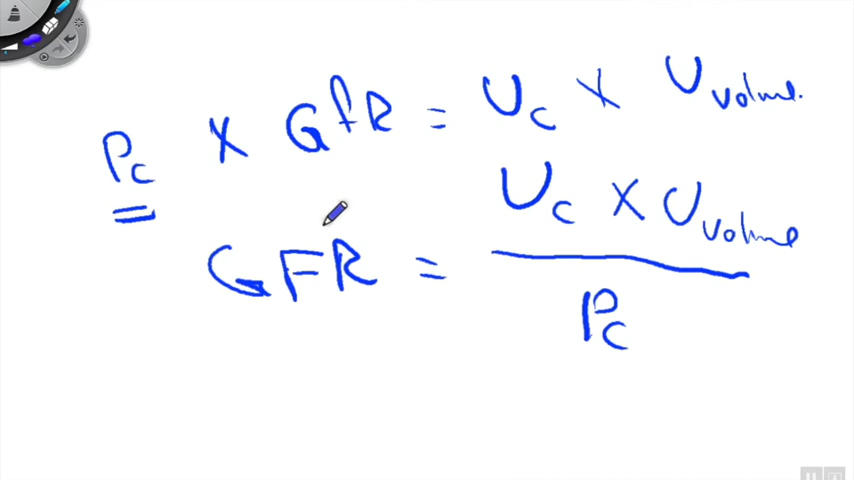 Pc x GfR = Uc x Uvolume.
GFR = Uc x Uvolume
Pc